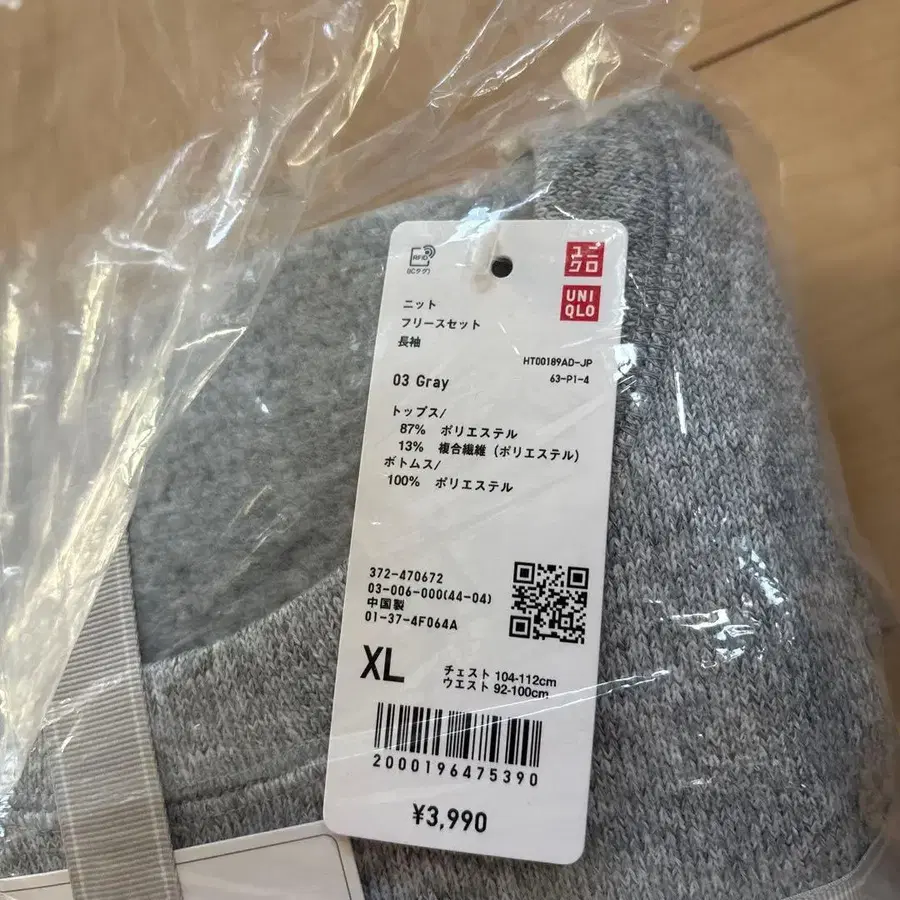 RFID
(ICタグ)
ユニクロ
UNIQLO
ニット
フリースセット
長袖
HT00189AD-JP
63-P1-4
03 Gray
トップス/
87% ポリエステル
13% 複合繊維 (ポリエステル)
ボトムス/
100% ポリエステル
372-470672
03-006-000(44-04)
中国製
01-37-4F064A
XL
チェスト 104-112cm
ウエスト 92-100cm
2000196475390
¥3,990